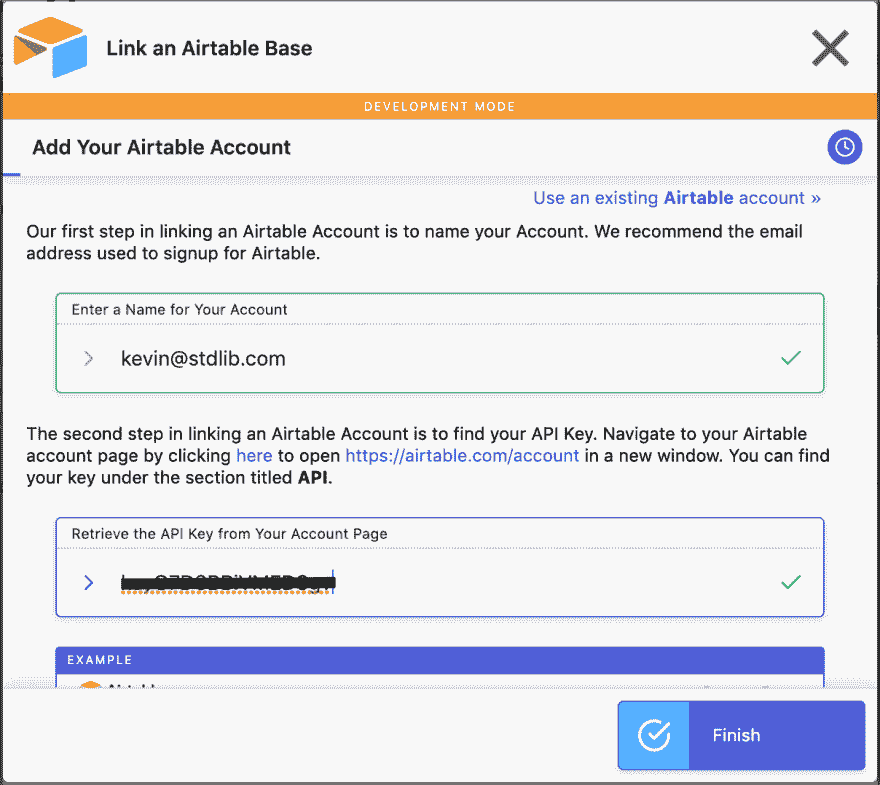 Link an Airtable Base
DEVELOPMENT MODE
Add Your Airtable Account
Use an existing Airtable account »
Our first step in linking an Airtable Account is to name your Account. We recommend the email
address used to signup for Airtable.
Enter a Name for Your Account
kevin@stdlib.com
The second step in linking an Airtable Account is to find your API Key. Navigate to your Airtable
account page by clicking here to open https://airtable.com/account in a new window. You can find
your key under the section titled API.
Retrieve the API Key from Your Account Page
EXAMPLE
Finish